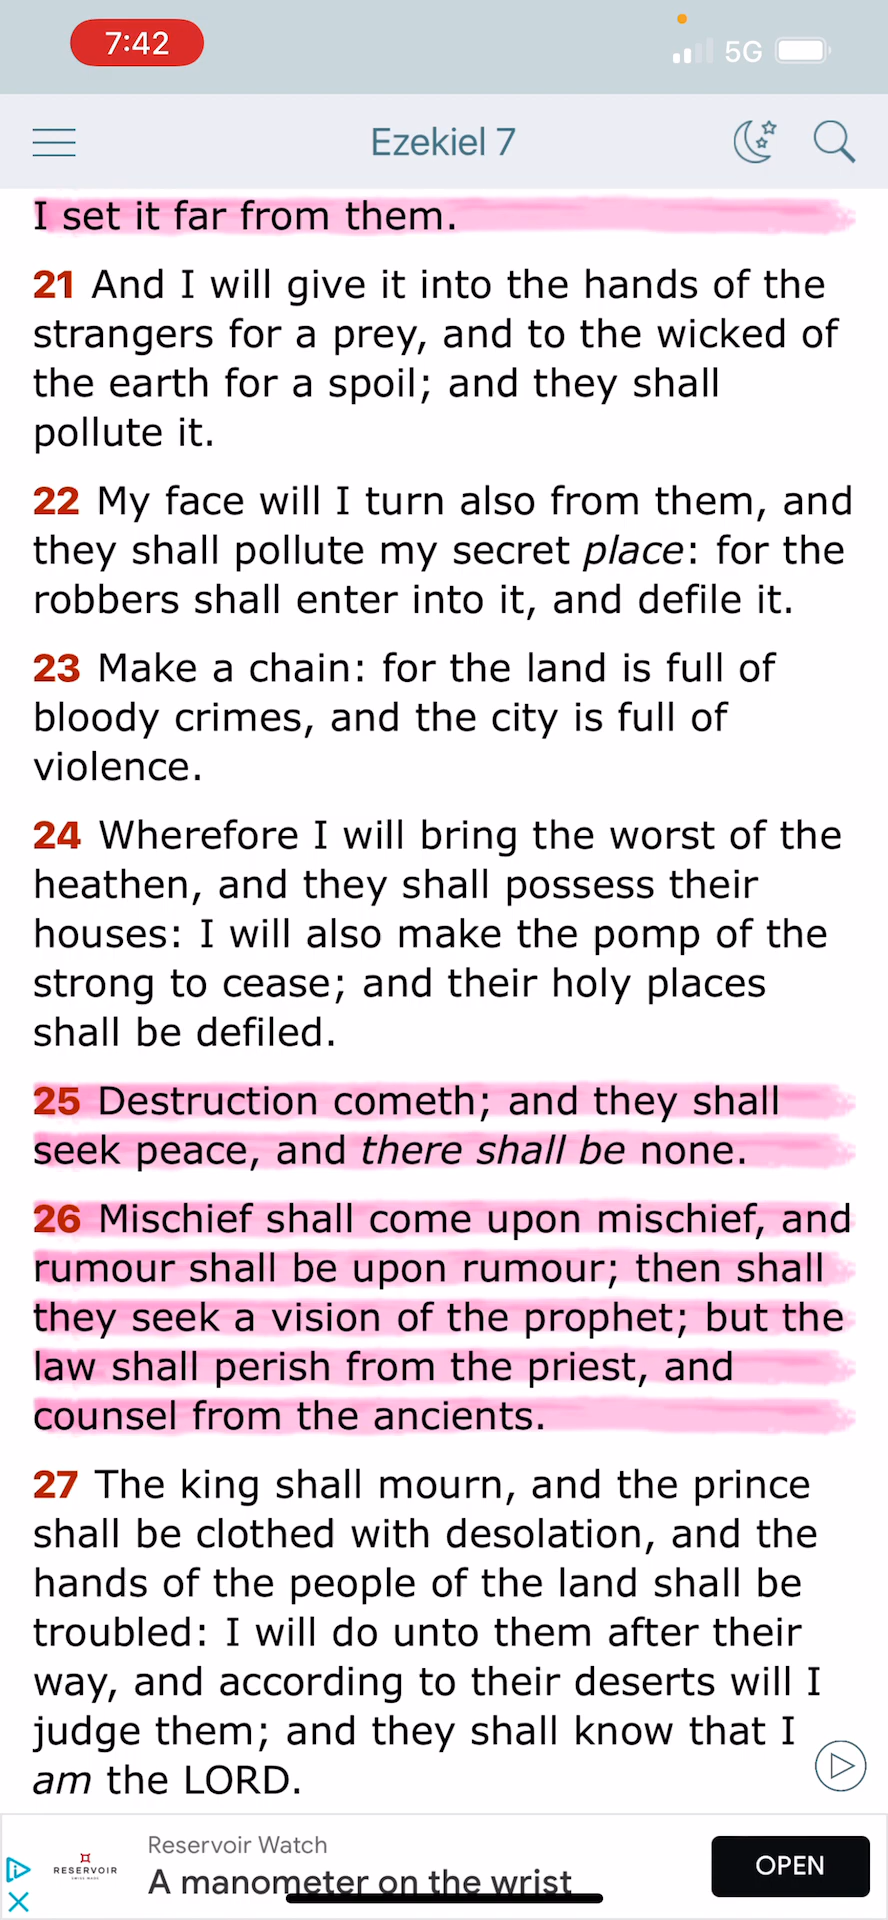 7:42
5G
Ezekiel 7
I set it far from them.
21 And I will give it into the hands of the
strangers for a prey, and to the wicked of
the earth for a spoil; and they shall
pollute it.
22 My face will I turn also from them, and
they shall pollute my secret place: for the
robbers shall enter into it, and defile it.
23 Make a chain: for the land is full of
bloody crimes, and the city is full of
violence.
24 Wherefore I will bring the worst of the
heathen, and they shall possess their
houses: I will also make the pomp of the
strong to cease; and their holy places
shall be defiled.
25 Destruction cometh; and they shall
seek peace, and there shall be none.
26 Mischief shall come upon mischief, and
rumour shall be upon rumour; then shall
they seek a vision of the prophet; but the
law shall perish from the priest, and
counsel from the ancients.
27 The king shall mourn, and the prince
shall be clothed with desolation, and the
hands of the people of the land shall be
troubled: I will do unto them after their
way, and according to their deserts will I
judge them; and they shall know that I
am the LORD.
RESERVOIR
SWISS MADE
Reservoir Watch
A manometer on the wrist
OPEN